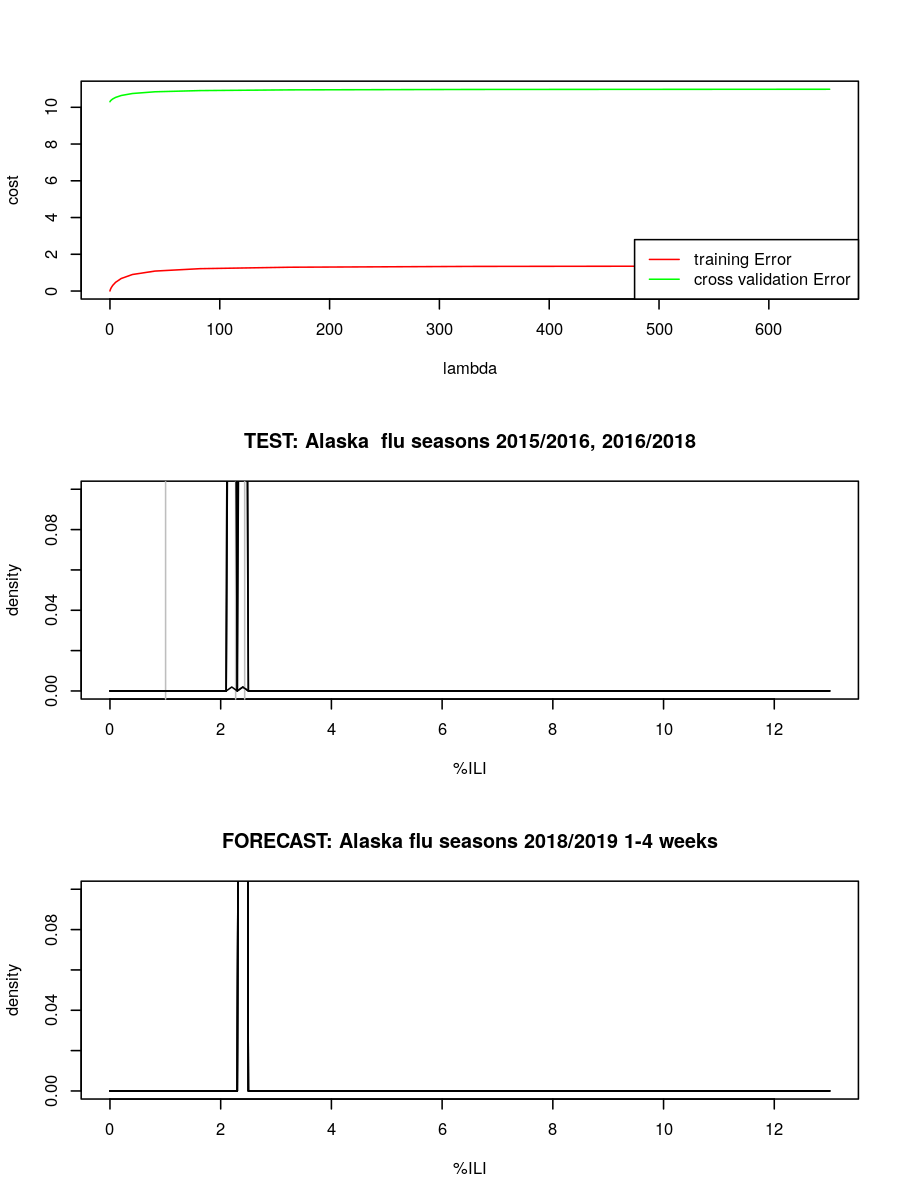 cost
10
8
6
4
2
0
training Error
cross validation Error
0 100 200 300 400 500 600
lambda
TEST: Alaska  flu seasons 2015/2016, 2016/2018
density
0.08
0.04
0.00
0 2 4 6 8 10 12
%ILI
FORECAST: Alaska flu seasons 2018/2019 1-4 weeks
density
0.08
0.04
0.00
0 2 4 6 8 10 12
%ILI